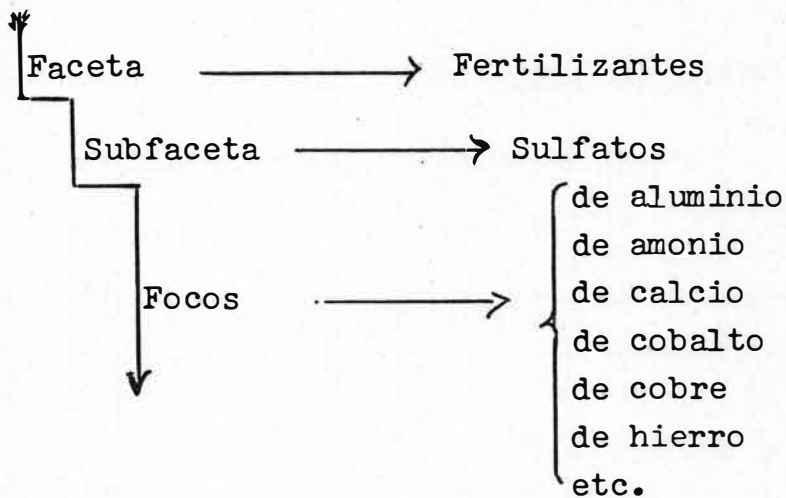 Faceta Fertilizantes
Subfaceta Sulfatos
de aluminio
de amonio
de calcio
Focos
de cobalto
de cobre
de hierro
etc.